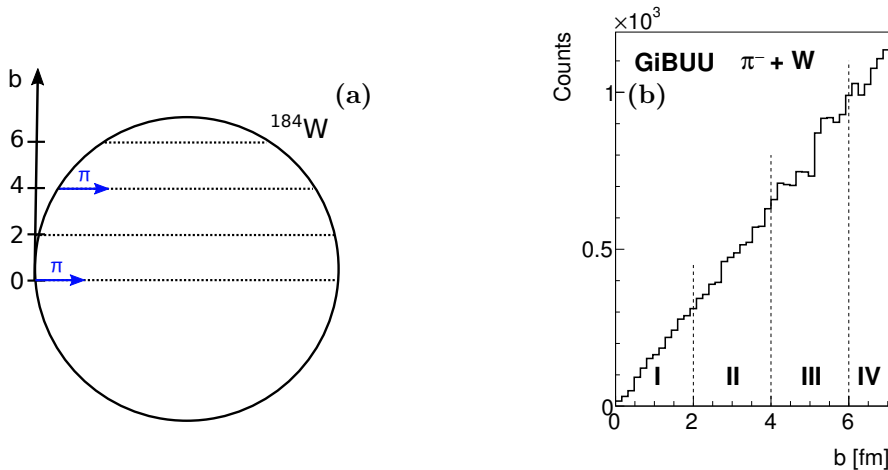 b
(a)
¹⁸⁴W
6
π
4
2
π
0
×10³
Counts
GiBUU π⁻ + W
(b)
1
0.5
0
I II III IV
0 2 4 6
b [fm]